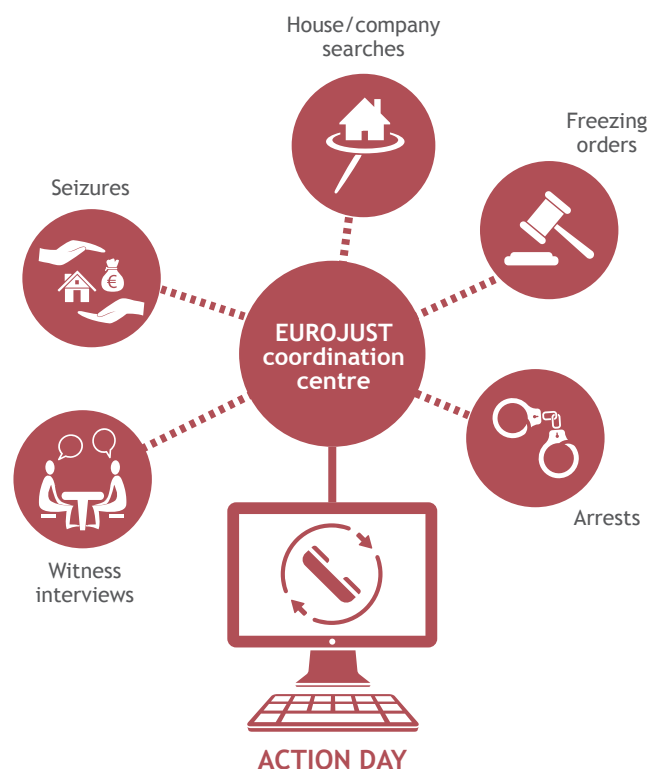 House/company
searches
Freezing
orders
Seizures
€
EUROJUST
coordination
centre
Arrests
Witness
interviews
ACTION DAY